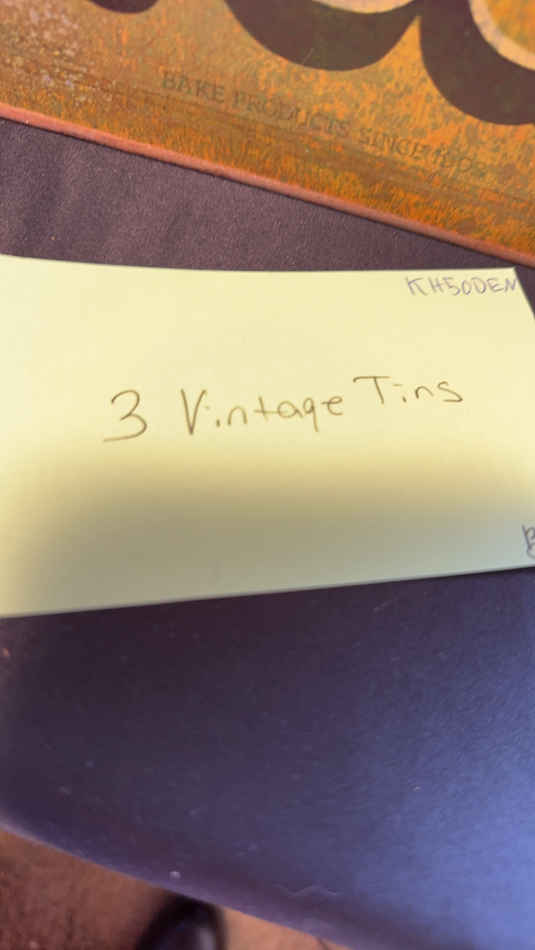 BAKE PRODUCTS SINCE
KH50DEN
3 Vintage Tins